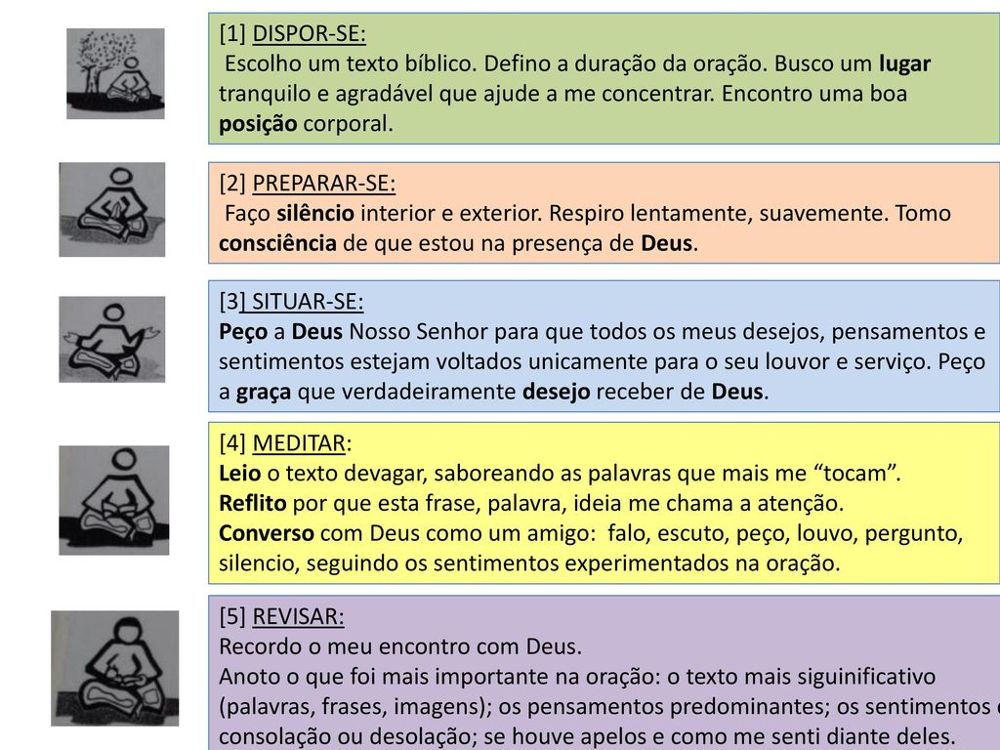 [1] DISPOR-SE:
Escolho um texto bíblico. Defino a duração da oração. Busco um lugar
tranquilo e agradável que ajude a me concentrar. Encontro uma boa
posição corporal.
[2] PREPARAR-SE:
Faço silêncio interior e exterior. Respiro lentamente, suavemente. Tomo
consciência de que estou na presença de Deus.
[3] SITUAR-SE:
Peço a Deus Nosso Senhor para que todos os meus desejos, pensamentos e
sentimentos estejam voltados unicamente para o seu louvor e serviço. Peço
a graça que verdadeiramente desejo receber de Deus.
[4] MEDITAR:
Leio o texto devagar, saboreando as palavras que mais me “tocam”.
Reflito por que esta frase, palavra, ideia me chama a atenção.
Converso com Deus como um amigo: falo, escuto, peço, louvo, pergunto,
silencio, seguindo os sentimentos experimentados na oração.
[5] REVISAR:
Recordo o meu encontro com Deus.
Anoto o que foi mais importante na oração: o texto mais siguinificativo
(palavras, frases, imagens); os pensamentos predominantes; os sentimentos
consolação ou desolação; se houve apelos e como me senti diante deles.